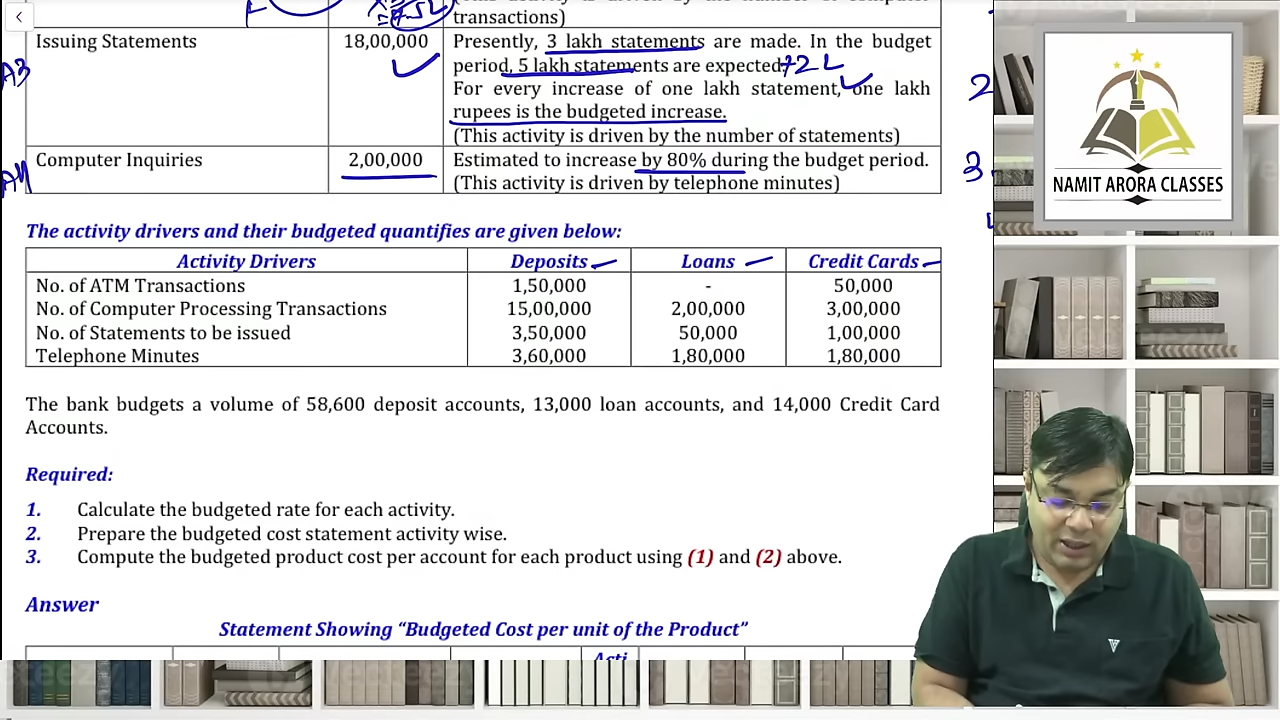 transactions)
Issuing Statements 18,00,000 Presently, 3 lakh statements are made. In the budget
period, 5 lakh statements are expected.
For every increase of one lakh statement, one lakh
rupees is the budgeted increase.
(This activity is driven by the number of statements)
A3
+2L
2
Computer Inquiries 2,00,000 Estimated to increase by 80% during the budget period.
(This activity is driven by telephone minutes)
A4
3
NAMIT ARORA CLASSES
The activity drivers and their budgeted quantifies are given below:
Activity Drivers Deposits Loans Credit Cards
No. of ATM Transactions 1,50,000 - 50,000
No. of Computer Processing Transactions 15,00,000 2,00,000 3,00,000
No. of Statements to be issued 3,50,000 50,000 1,00,000
Telephone Minutes 3,60,000 1,80,000 1,80,000
The bank budgets a volume of 58,600 deposit accounts, 13,000 loan accounts, and 14,000 Credit Card
Accounts.
Required:
1. Calculate the budgeted rate for each activity.
2. Prepare the budgeted cost statement activity wise.
3. Compute the budgeted product cost per account for each product using (1) and (2) above.
Answer
Statement Showing “Budgeted Cost per unit of the Product”